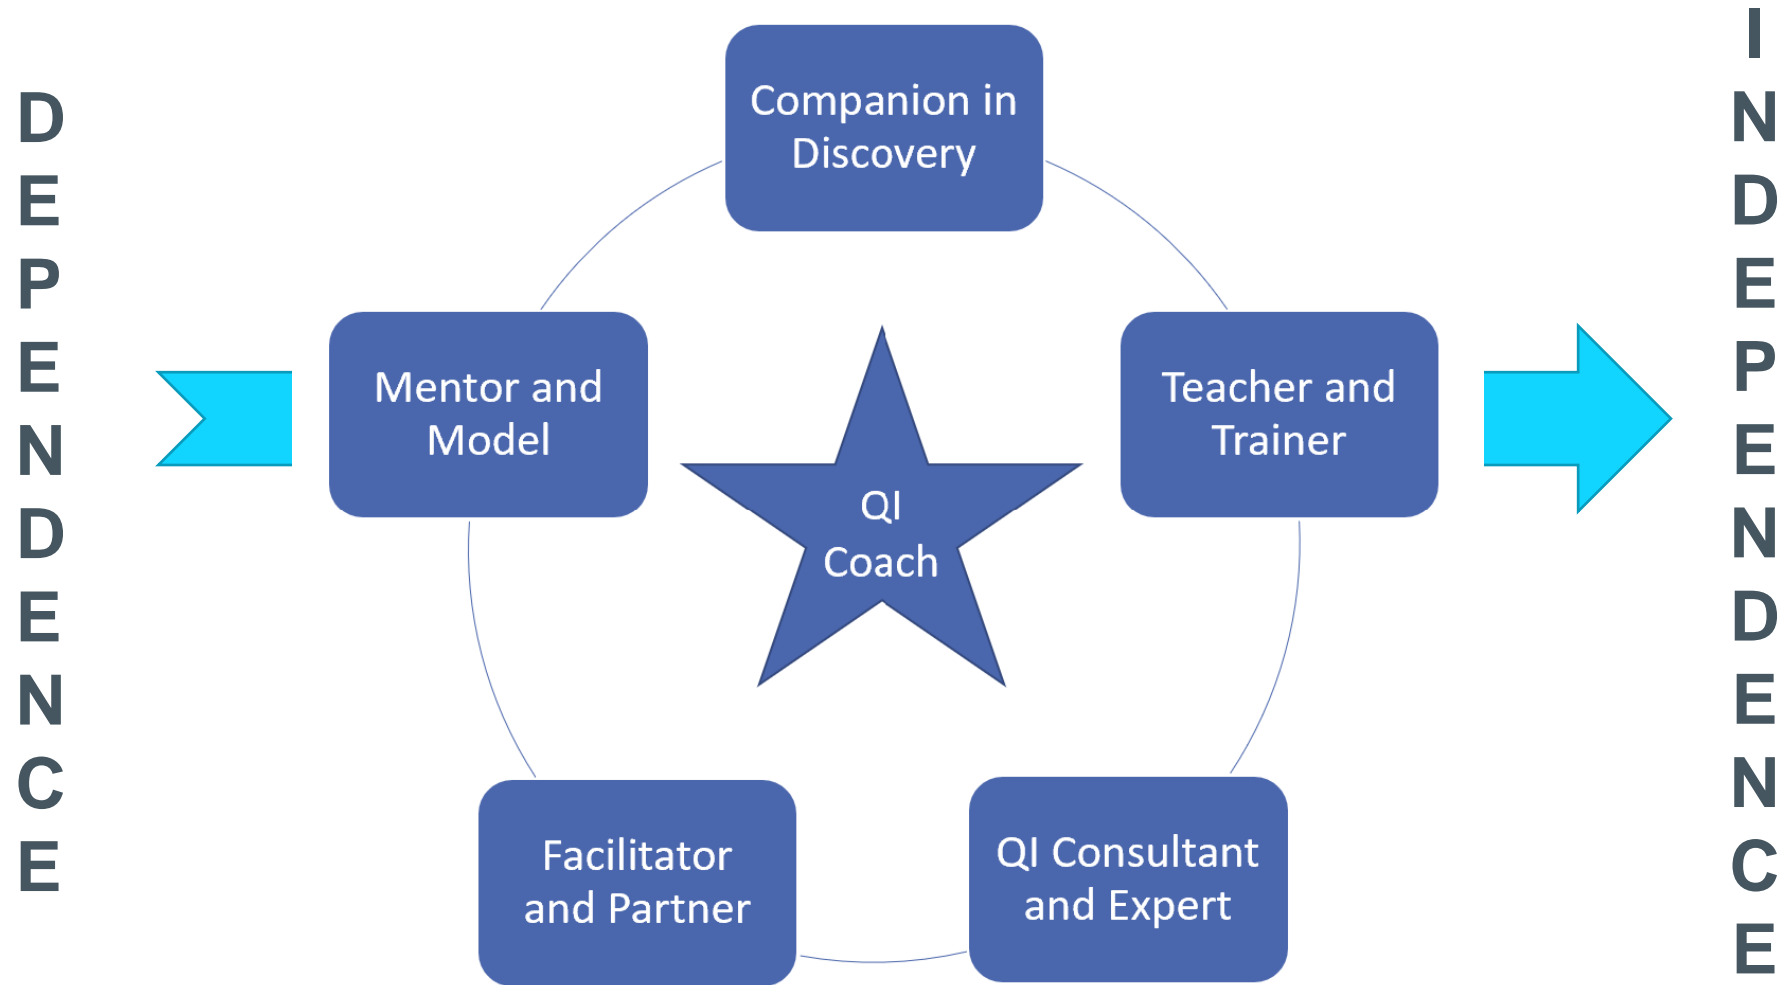 DEPENDENCE
Companion in
Discovery
Mentor and
Model
Teacher and
Trainer
QI
Coach
Facilitator
and Partner
QI Consultant
and Expert
INDEPENDENCE